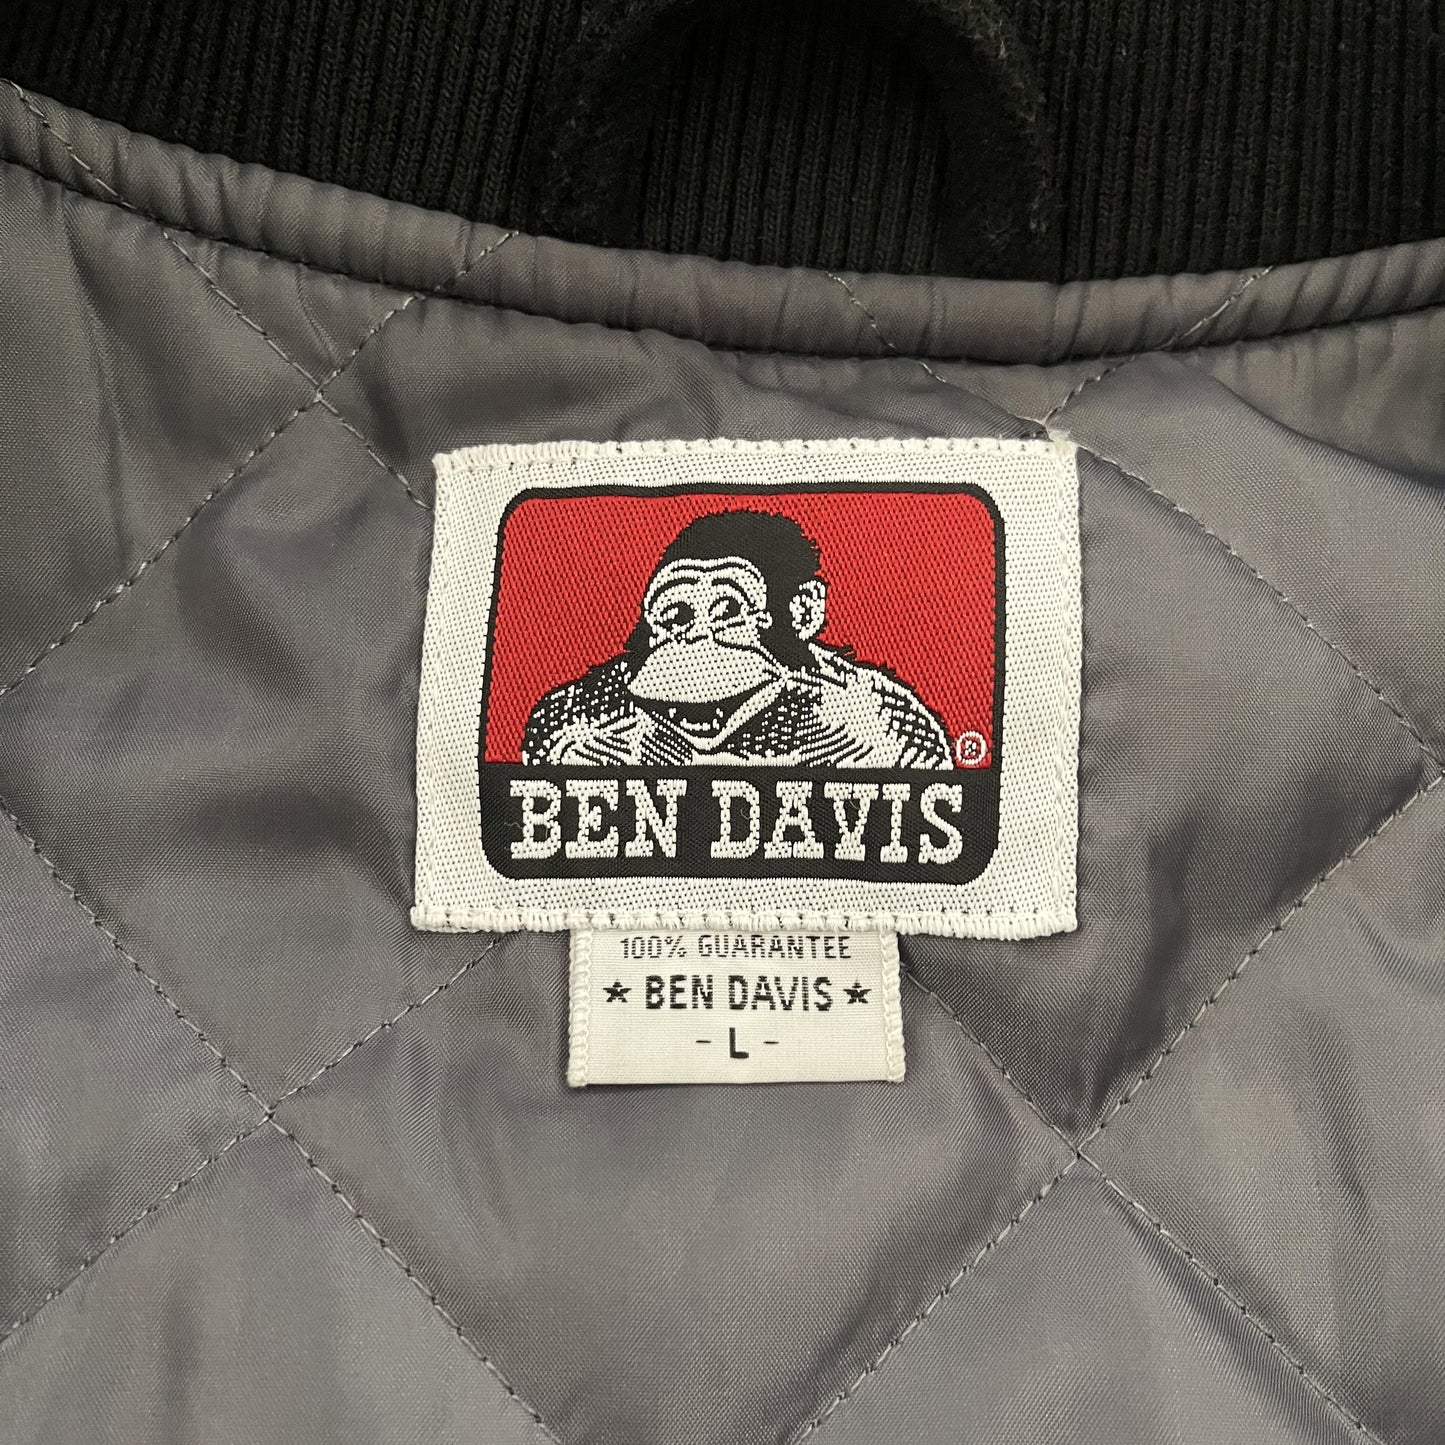 ®
BEN DAVIS
100% GUARANTEE
★ BEN DAVIS ★
- L -